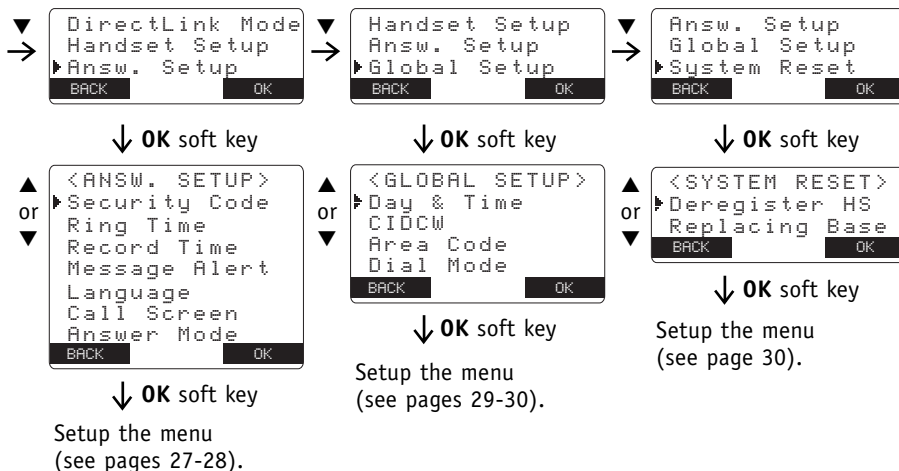 DirectLink Mode
Handset Setup
Answ. Setup
BACK OK
OK soft key
<ANSW. SETUP>
Security Code
Ring Time
Record Time
Message Alert
Language
Call Screen
Answer Mode
BACK OK
or
OK soft key
Setup the menu
(see pages 27-28).
Handset Setup
Answ. Setup
Global Setup
BACK OK
OK soft key
<GLOBAL SETUP>
Day & Time
CIDCW
Area Code
Dial Mode
BACK OK
or
OK soft key
Setup the menu
(see pages 29-30).
Answ. Setup
Global Setup
System Reset
BACK OK
OK soft key
<SYSTEM RESET>
Deregister HS
Replacing Base
BACK OK
or
OK soft key
Setup the menu
(see page 30).